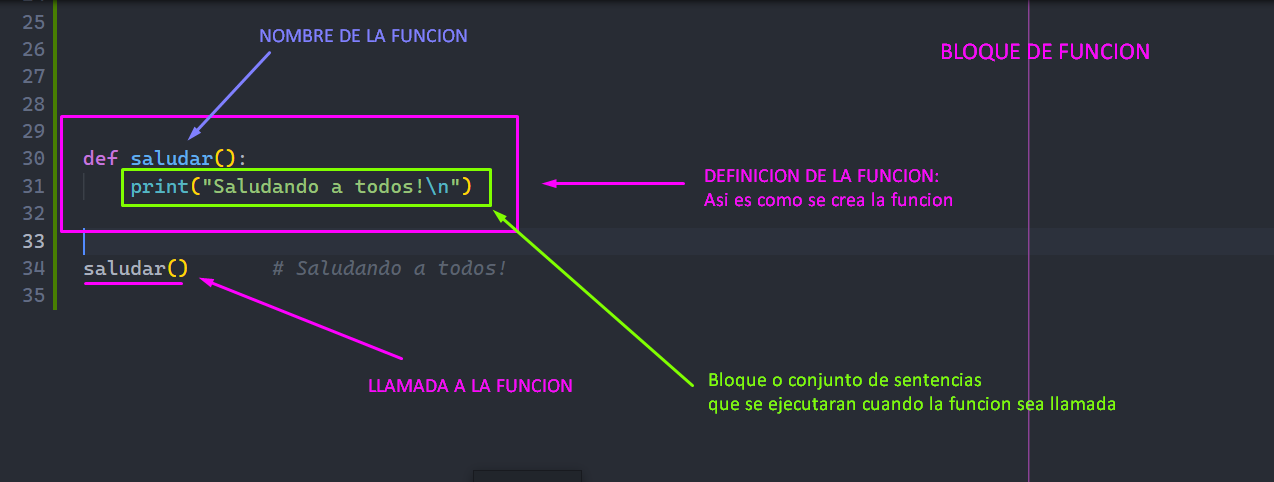 25
NOMBRE DE LA FUNCION
26
BLOQUE DE FUNCION
27
28
29
30 def saludar():
31 print("Saludando a todos!\n")
DEFINICION DE LA FUNCION:
Asi es como se crea la funcion
32
33
34 saludar() # Saludando a todos!
35
LLAMADA A LA FUNCION
Bloque o conjunto de sentencias
que se ejecutaran cuando la funcion sea llamada